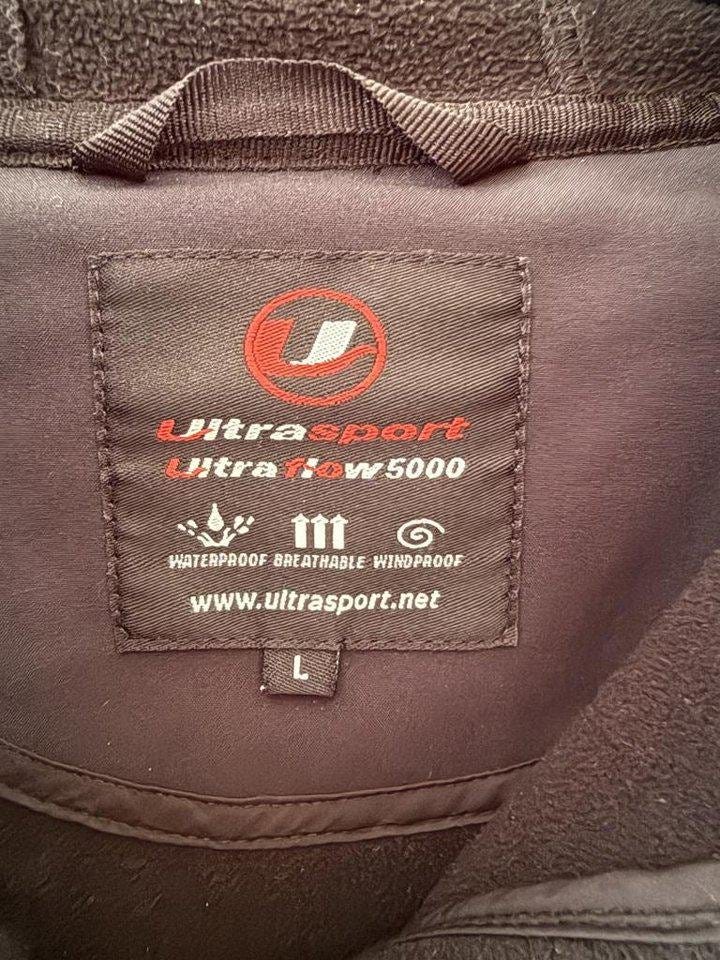 U
Ultrasport
Ultraflow5000
WATERPROOF BREATHABLE WINDPROOF
www.ultrasport.net
L